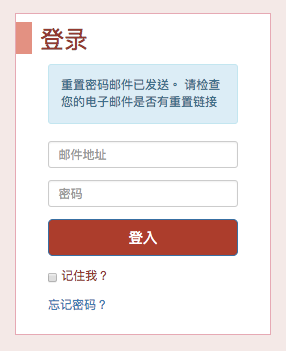 登录
重置密码邮件已发送。 请检查
您的电子邮件是否有重置链接
邮件地址
密码
登入
记住我？
忘记密码？